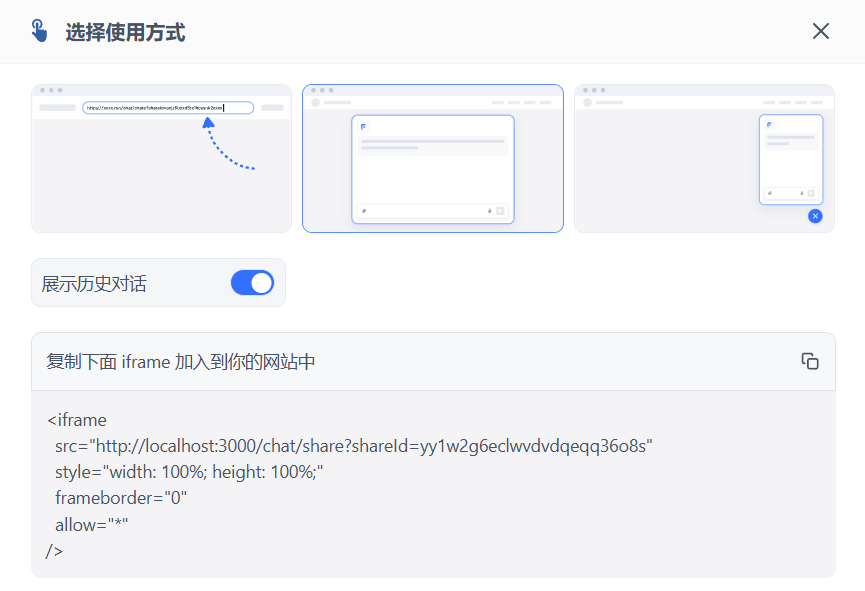 选择使用方式
展示历史对话
复制下面 iframe 加入到你的网站中
<iframe
src="http://localhost:3000/chat/share?shareId=yy1w2g6eclwvdvdqeqq36o8s"
style="width: 100%; height: 100%;"
frameborder="0"
allow="*"
/>